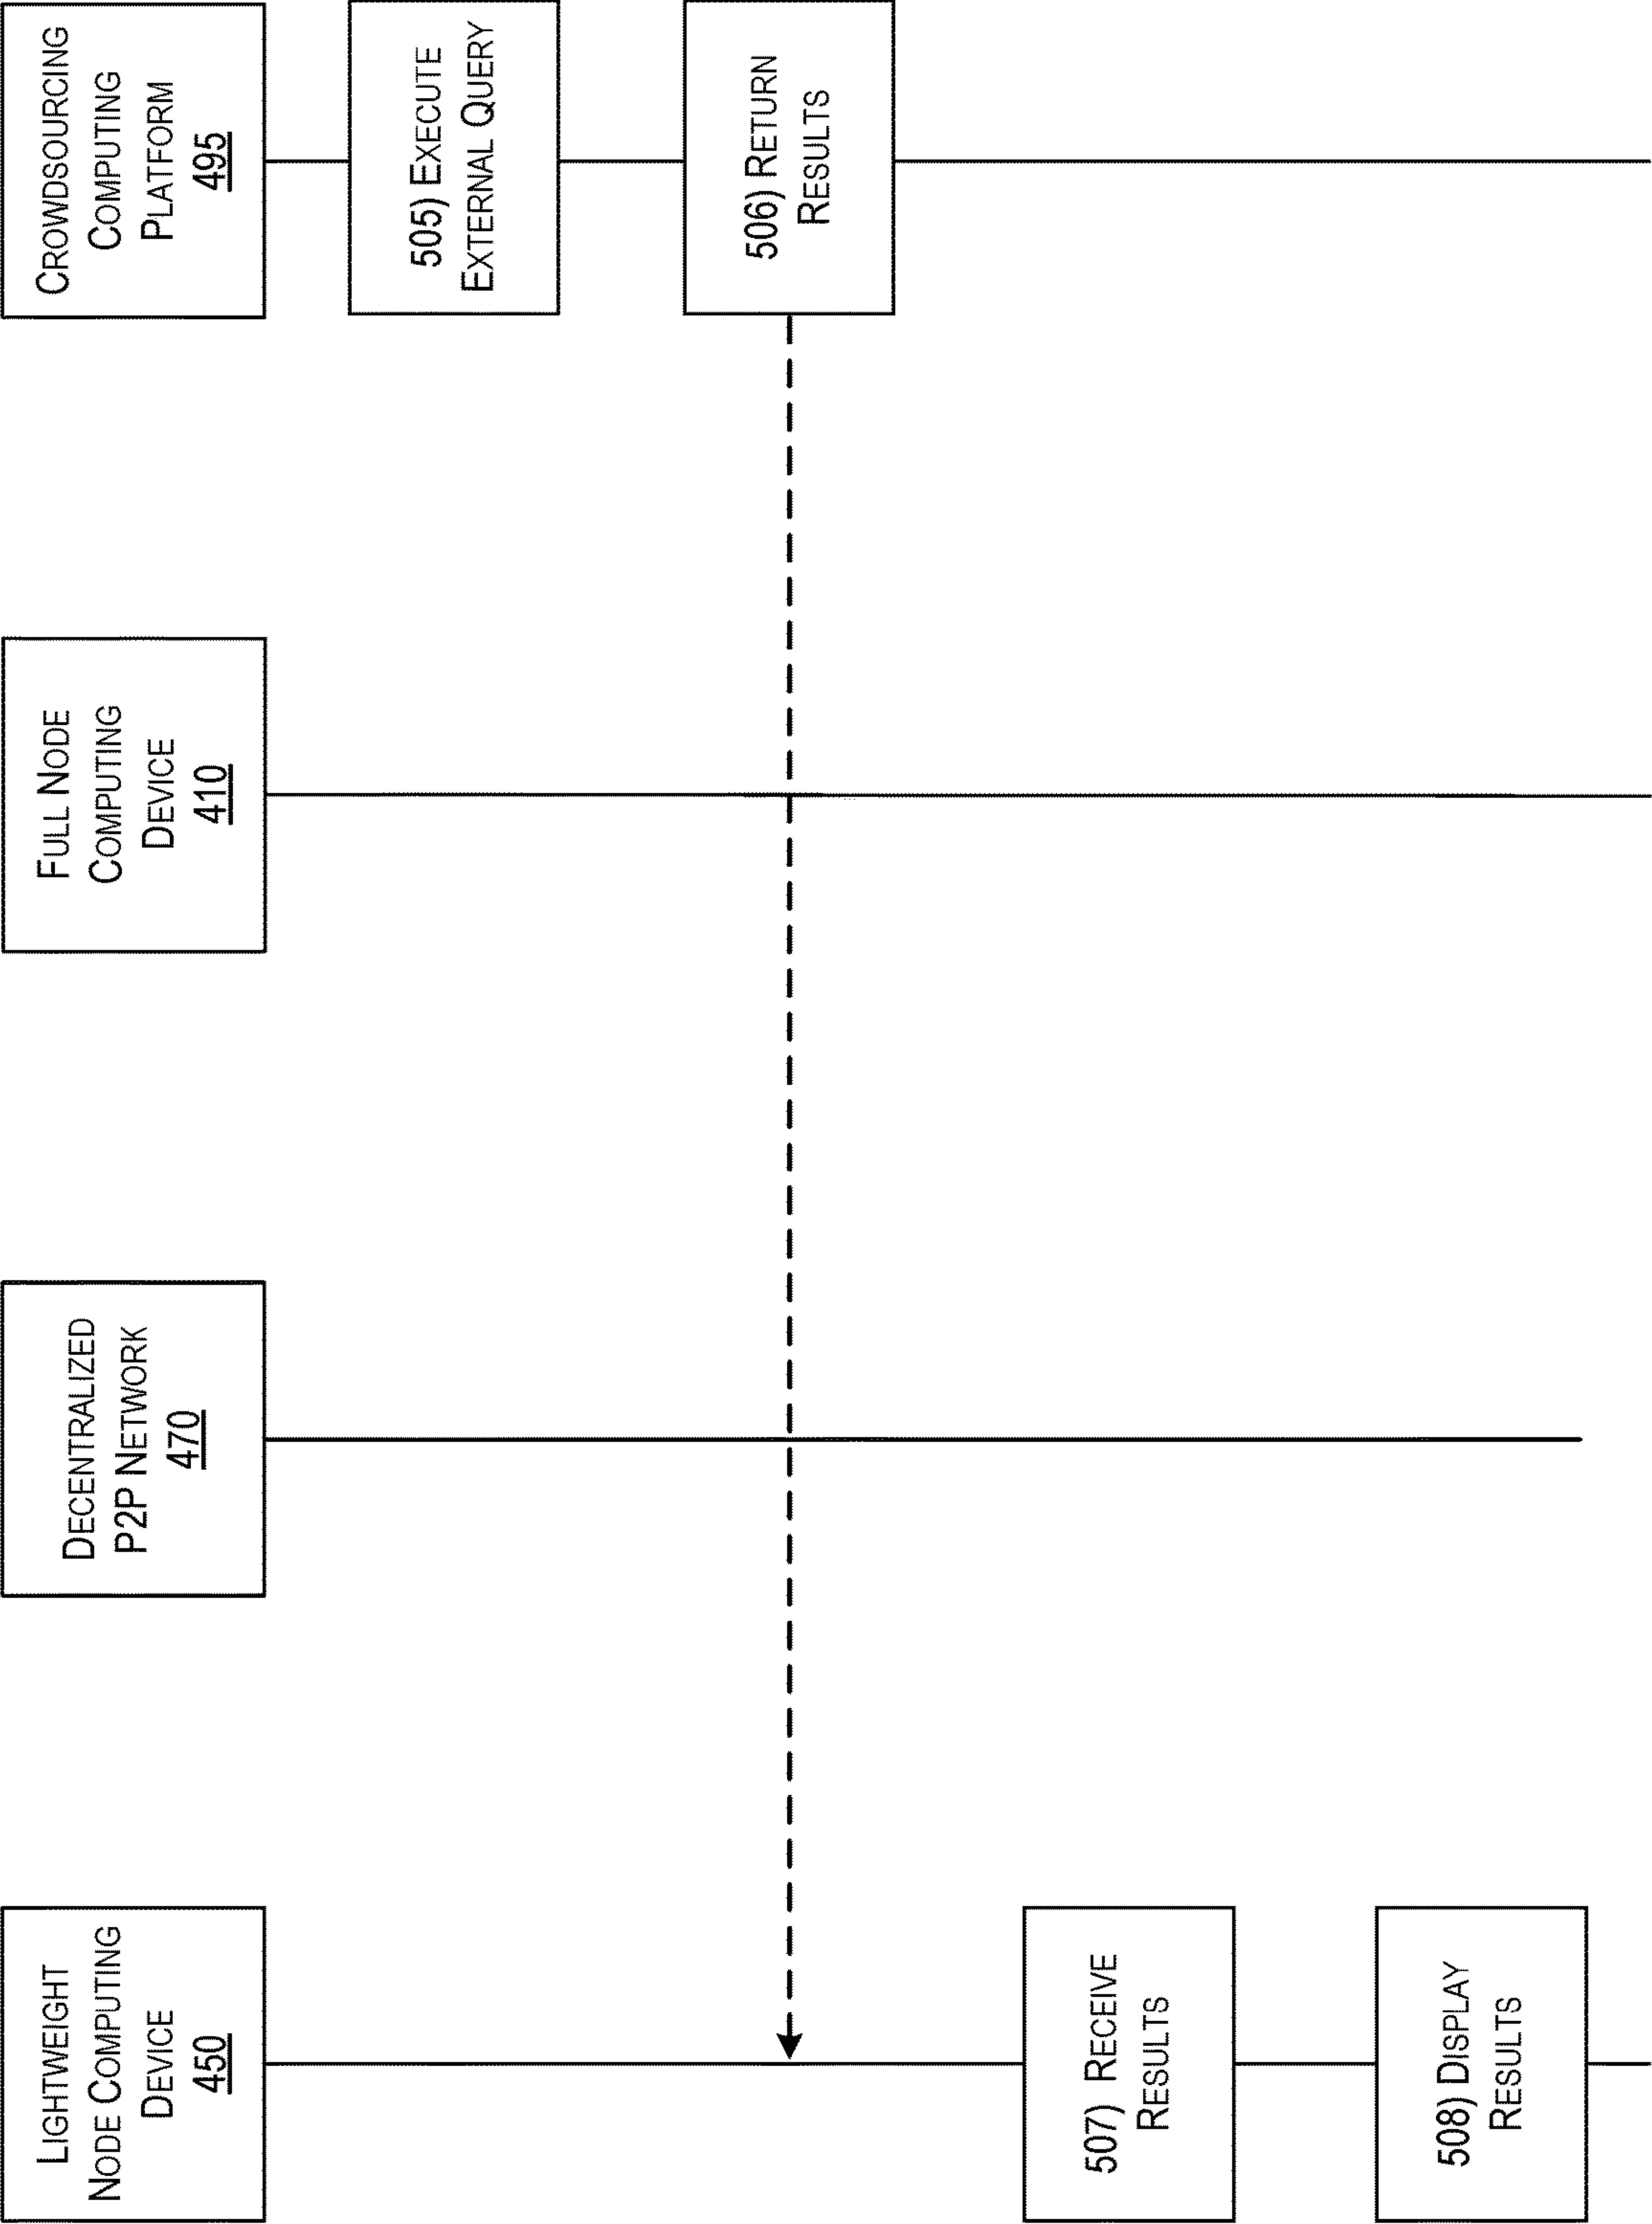 LIGHTWEIGHT
NODE COMPUTING
DEVICE
450
DECENTRALIZED
P2P NETWORK
470
FULL NODE
COMPUTING
DEVICE
410
CROWDSOURCING
COMPUTING
PLATFORM
495
505) EXECUTE
EXTERNAL QUERY
506) RETURN
RESULTS
507) RECEIVE
RESULTS
508) DISPLAY
RESULTS